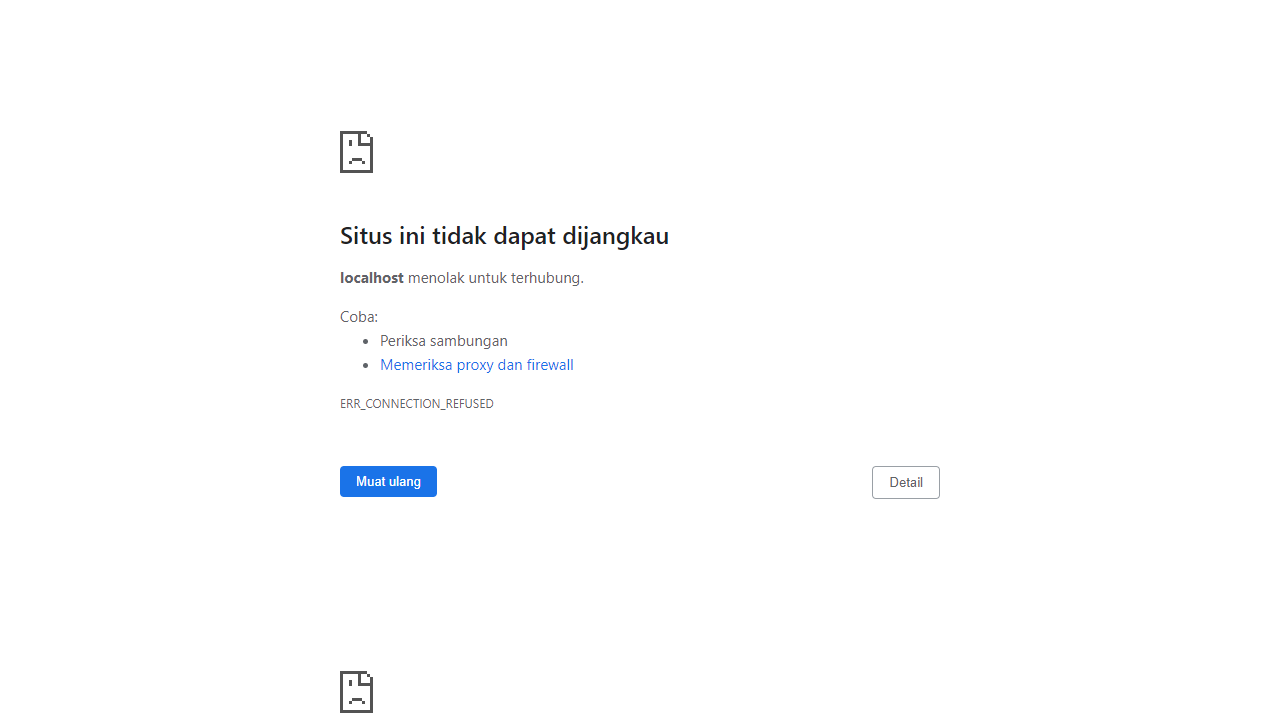 Situs ini tidak dapat dijangkau
localhost menolak untuk terhubung.
Coba:
Periksa sambungan
Memeriksa proxy dan firewall
ERR_CONNECTION_REFUSED
Muat ulang
Detail